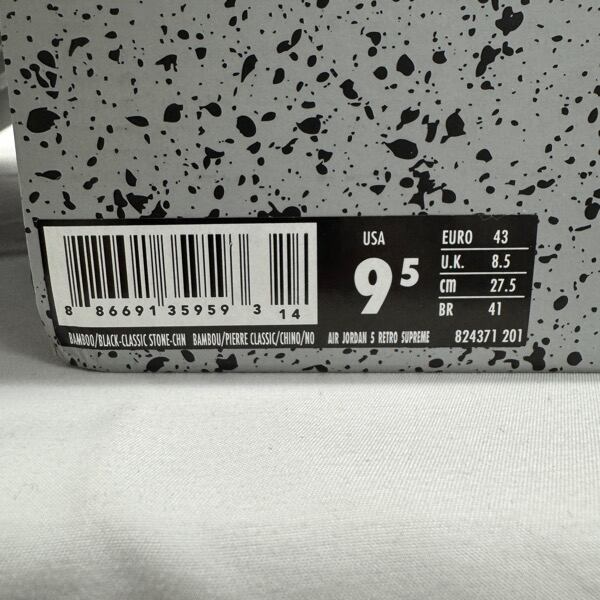 8 86691 35959 3 14
BAMBOO/BLACK-CLASSIC STONE-CHN BAMBOU/PIERRE CLASSIC/CHINO/NO
USA
9 5
AIR JORDAN 5 RETRO SUPREME
EURO 43
U.K. 8.5
cm 27.5
BR 41
824371 201